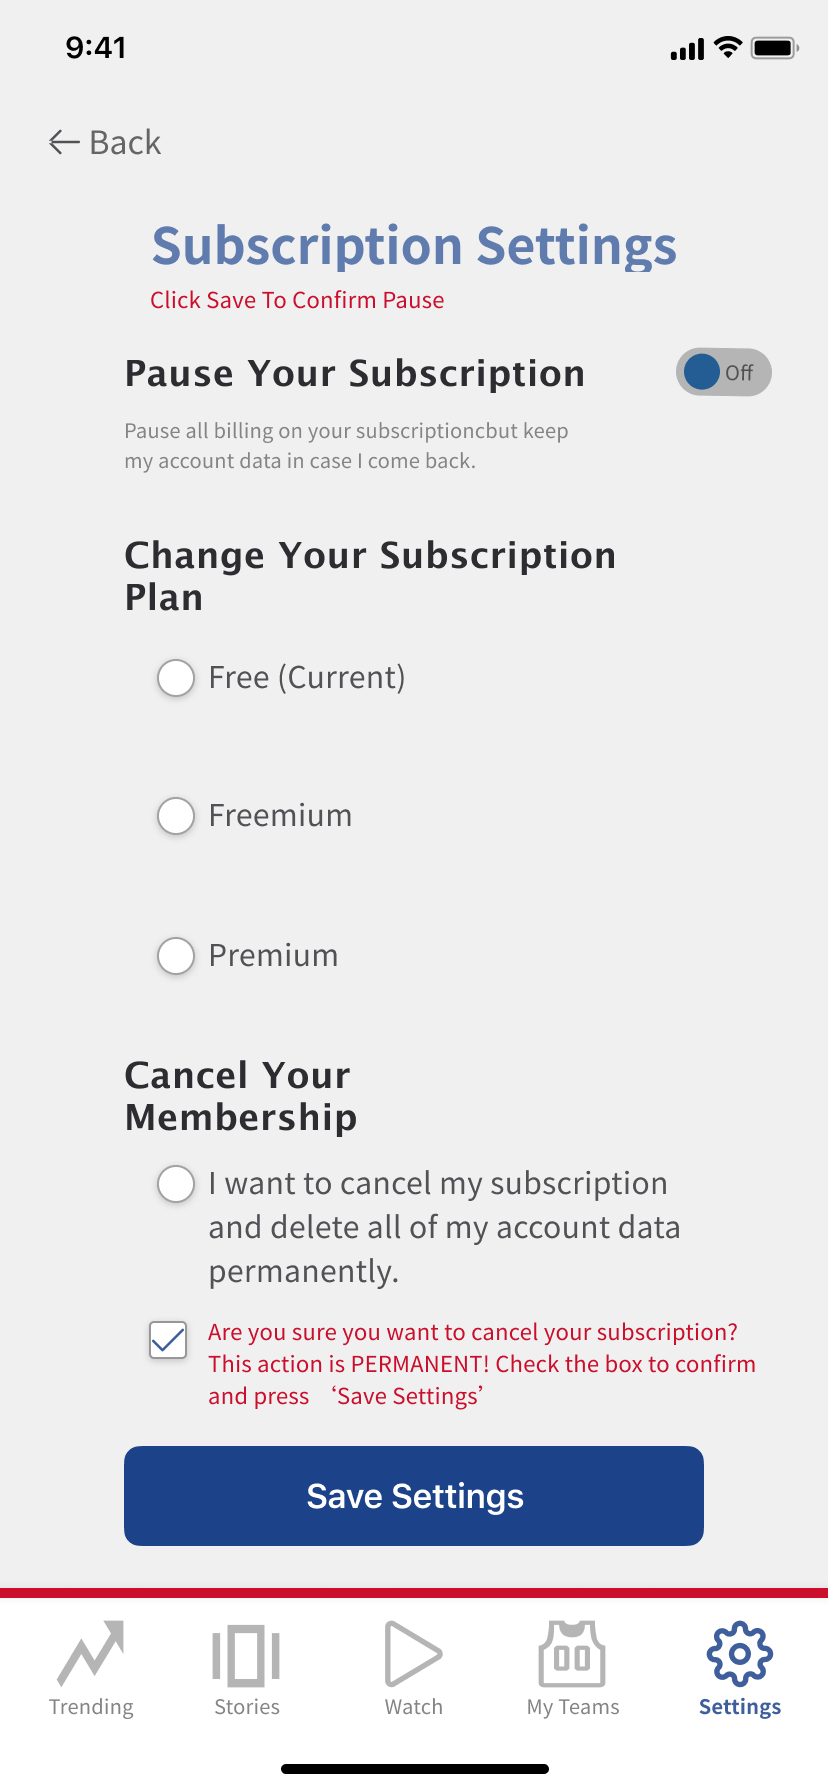 9:41
Back
Subscription Settings
Click Save To Confirm Pause
Pause Your Subscription
Off
Pause all billing on your subscriptioncbut keep
my account data in case I come back.
Change Your Subscription
Plan
Free (Current)
Freemium
Premium
Cancel Your
Membership
I want to cancel my subscription
and delete all of my account data
permanently.
Are you sure you want to cancel your subscription?
This action is PERMANENT! Check the box to confirm
and press ‘Save Settings’
Save Settings
Trending
Stories
Watch
00
My Teams
Settings